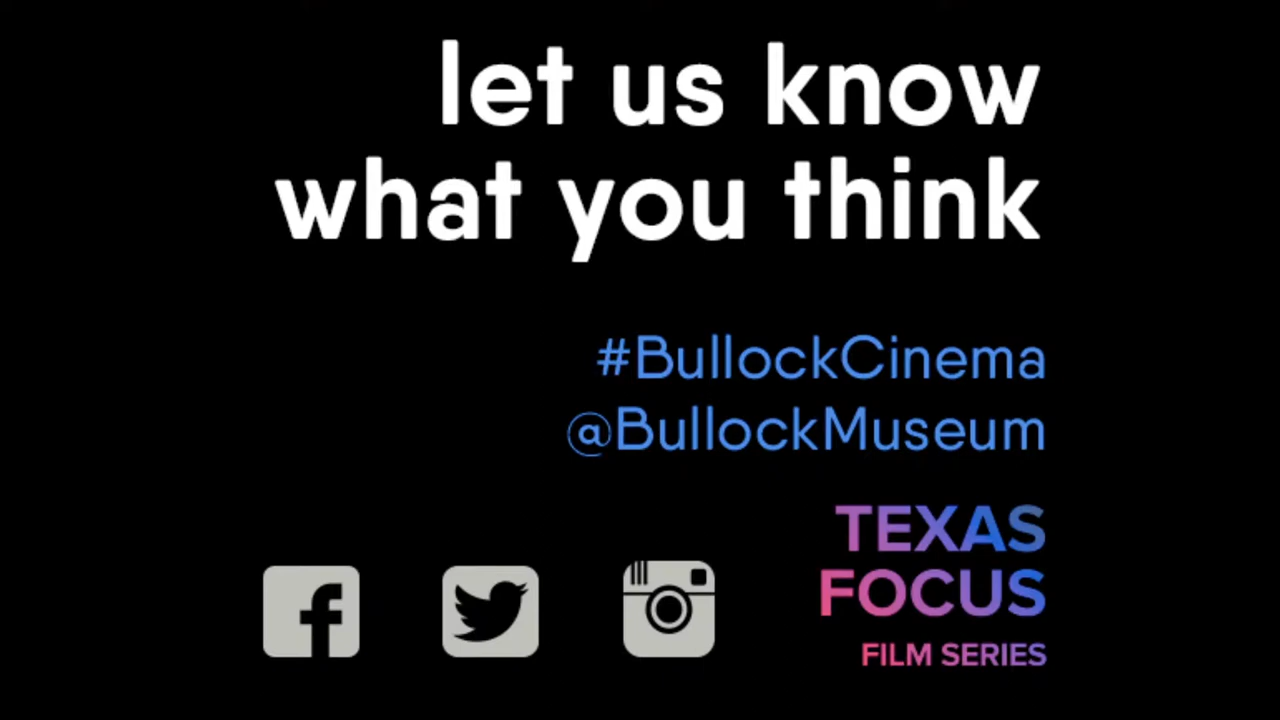 let us know
what you think
#BullockCinema
@BullockMuseum
TEXAS
FOCUS
FILM SERIES